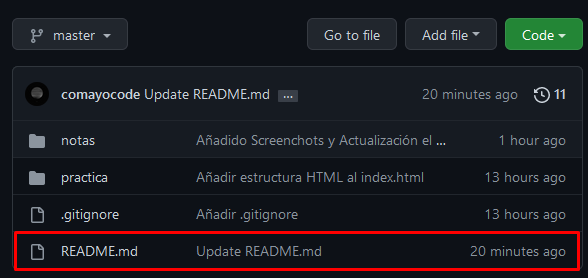 master Go to file Add file Code
comayocode Update README.md ... 20 minutes ago 11
notas Añadido Screenshots y Actualización el ... 1 hour ago
practica Añadir estructura HTML al index.html 13 hours ago
.gitignore Añadir .gitignore 13 hours ago
README.md Update README.md 20 minutes ago